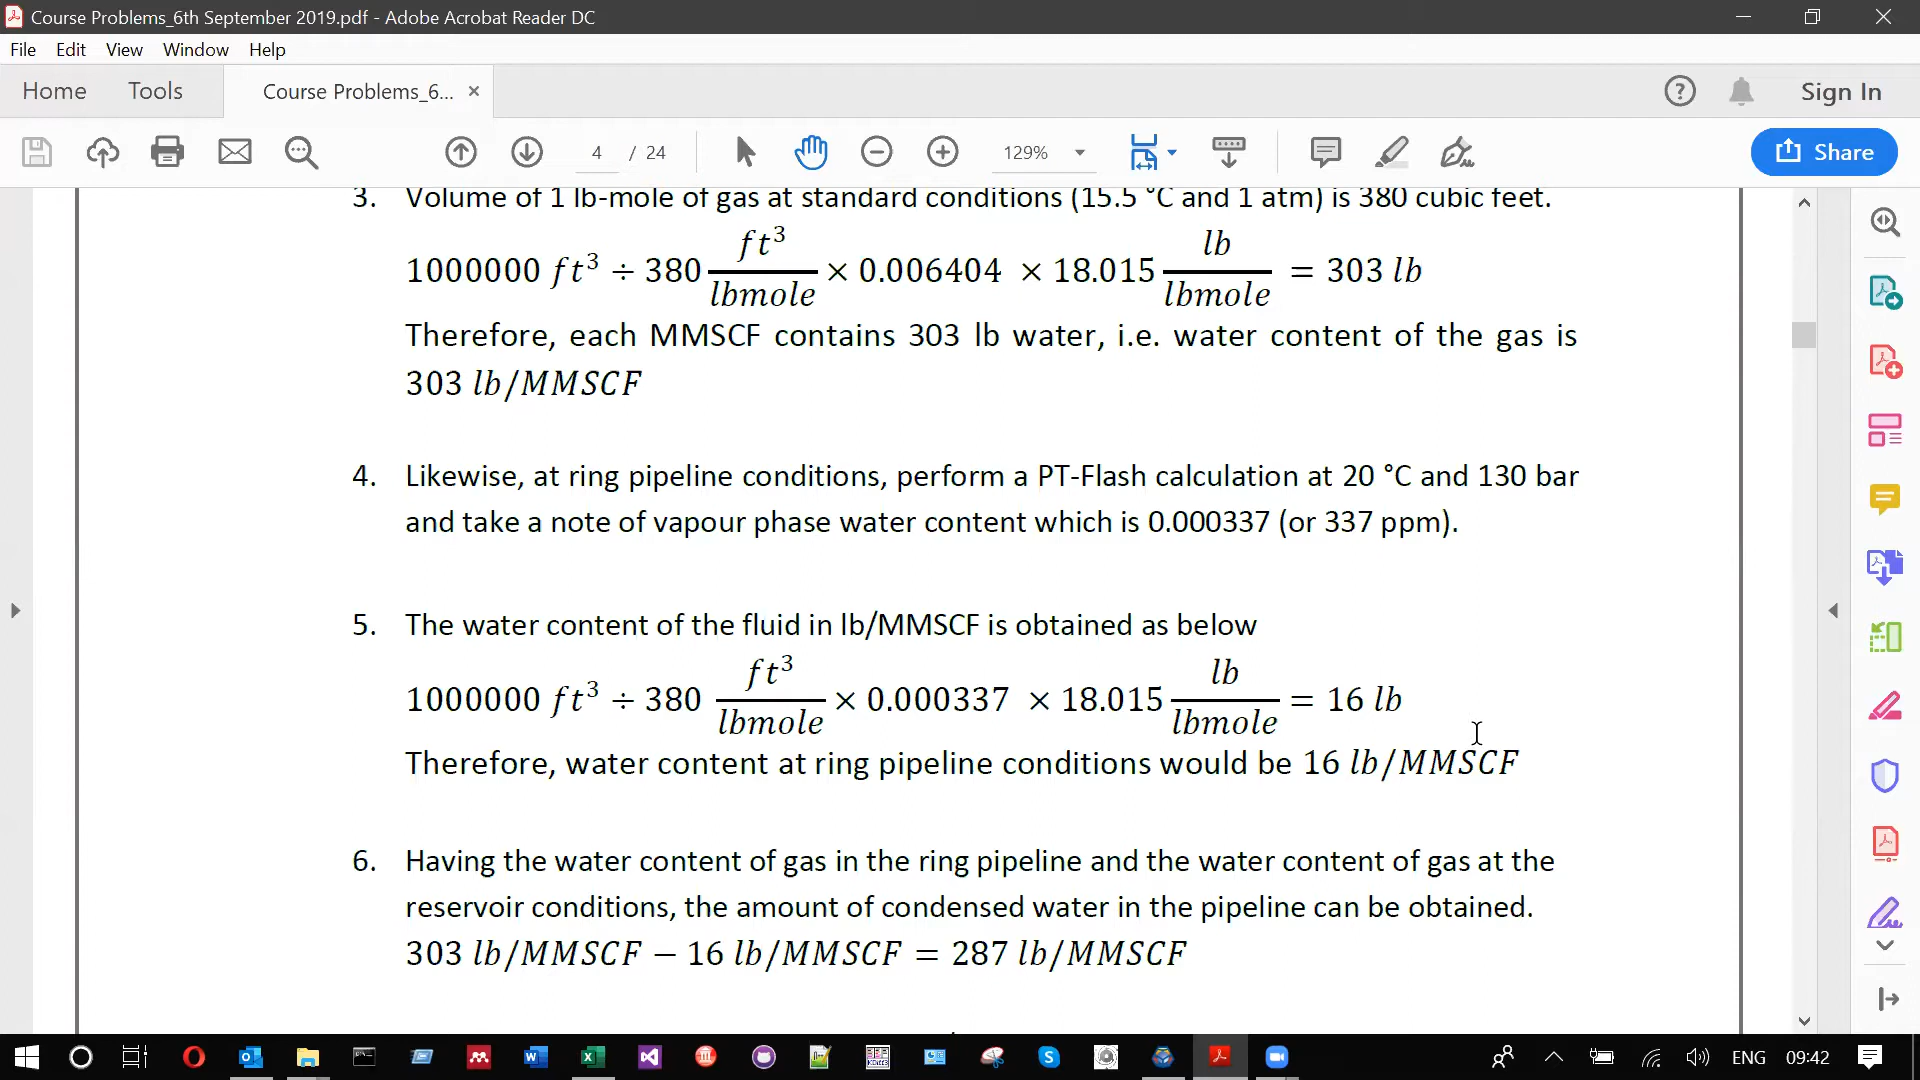 Course Problems_6th September 2019.pdf - Adobe Acrobat Reader DC
File Edit View Window Help
Home Tools Course Problems_6... × Sign In
4 / 24 129% Share
3. Volume of 1 lb-mole of gas at standard conditions (15.5 °C and 1 atm) is 380 cubic feet.
1000000 ft³ ÷ 380 ft³/lbmole × 0.006404 × 18.015 lb/lbmole = 303 lb
Therefore, each MMSCF contains 303 lb water, i.e. water content of the gas is
303 lb/MMSCF
4. Likewise, at ring pipeline conditions, perform a PT-Flash calculation at 20 °C and 130 bar
and take a note of vapour phase water content which is 0.000337 (or 337 ppm).
5. The water content of the fluid in lb/MMSCF is obtained as below
1000000 ft³ ÷ 380 ft³/lbmole × 0.000337 × 18.015 lb/lbmole = 16 lb
Therefore, water content at ring pipeline conditions would be 16 lb/MMSCF
6. Having the water content of gas in the ring pipeline and the water content of gas at the
reservoir conditions, the amount of condensed water in the pipeline can be obtained.
303 lb/MMSCF − 16 lb/MMSCF = 287 lb/MMSCF
ENG 09:42